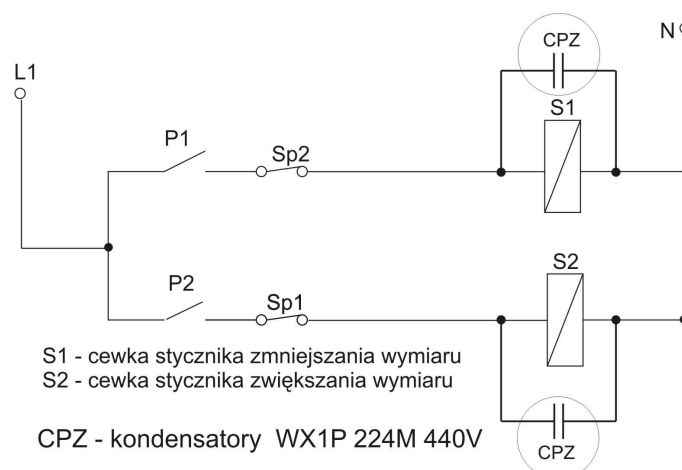 CPZ
N
L1
S1
P1
Sp2
S2
P2
Sp1
S1 - cewka stycznika zmniejszania wymiaru
S2 - cewka stycznika zwiększania wymiaru
CPZ - kondensatory WX1P 224M 440V
CPZ